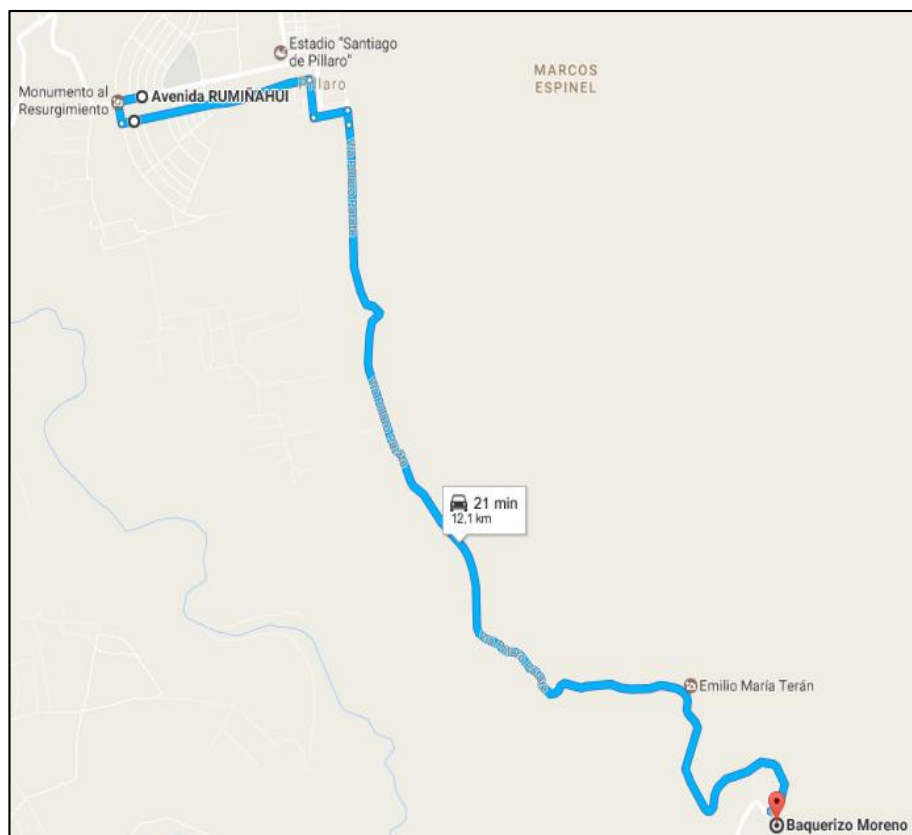 Estadio "Santiago
de Píllaro"
Píllaro
MARCOS
ESPINEL
Monumento al
Resurgimiento
Avenida RUMIÑAHUI
21 min
12,1 km
Emilio María Terán
Baquerizo Moreno